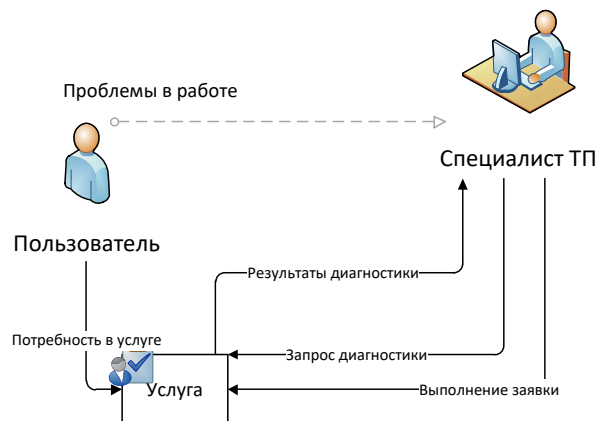 Проблемы в работе
Специалист ТП
Пользователь
Результаты диагностики
Потребность в услуге
Запрос диагностики
Услуга
Выполнение заявки